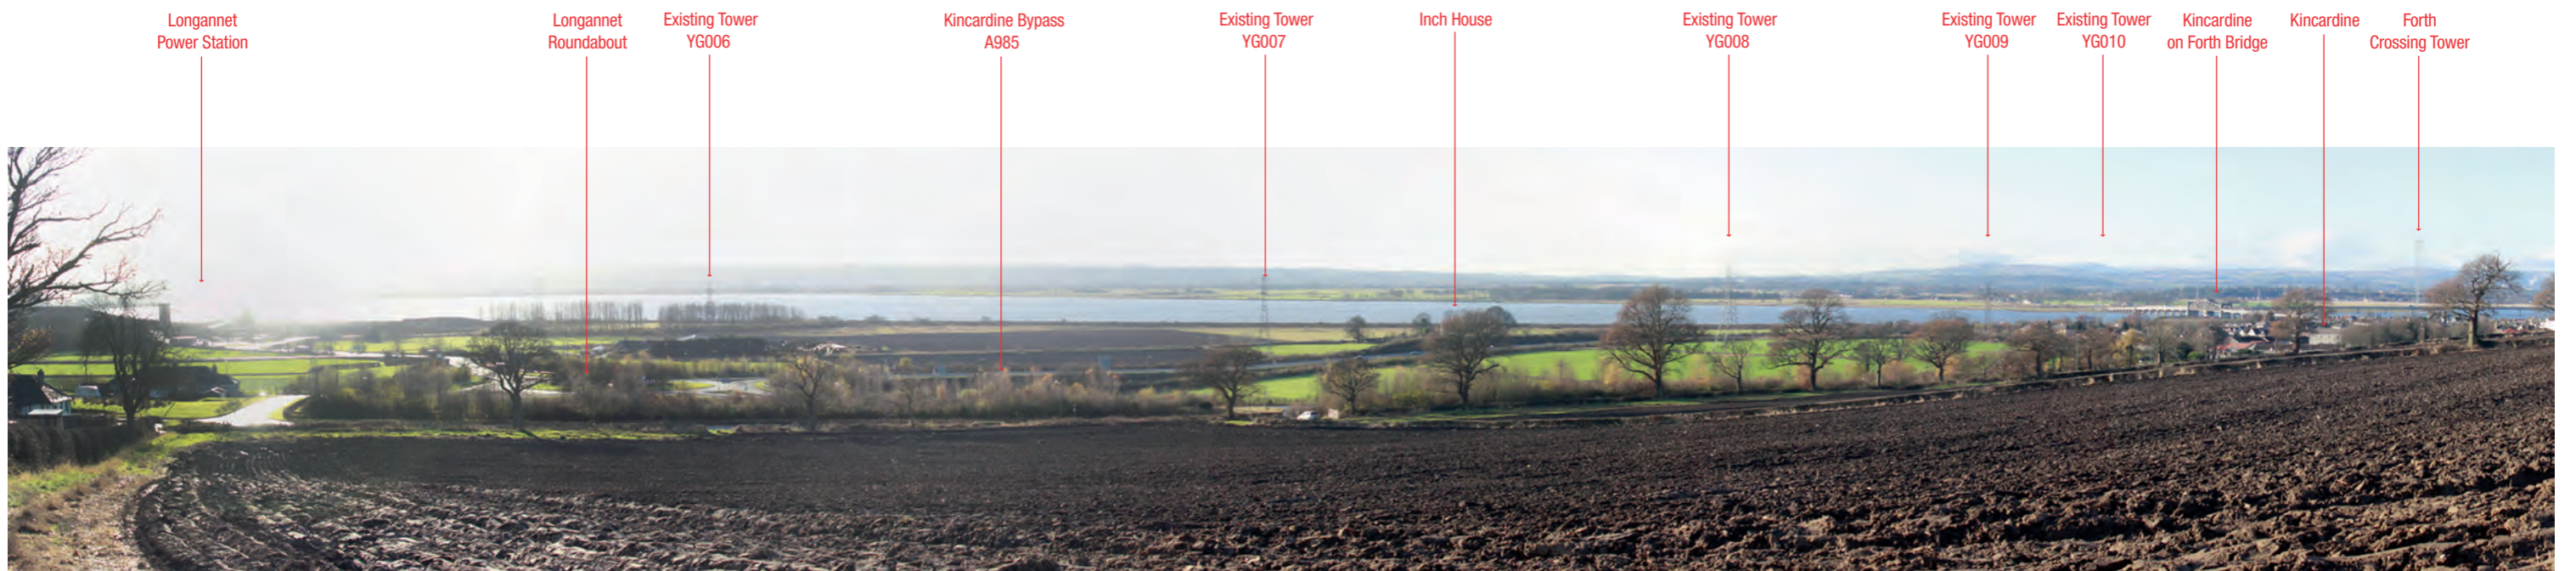 Longannet
Power Station
Longannet
Roundabout
Existing Tower
YG006
Kincardine Bypass
A985
Existing Tower
YG007
Inch House
Existing Tower
YG008
Existing Tower
YG009
Existing Tower
YG010
Kincardine
on Forth Bridge
Kincardine
Forth
Crossing Tower